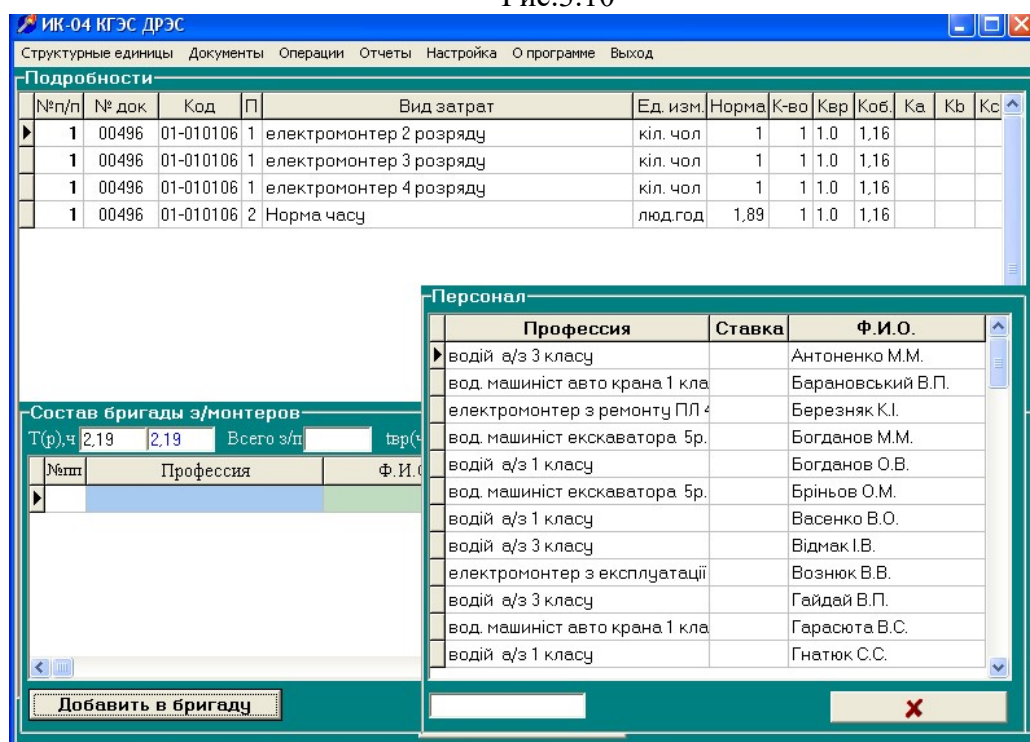 Рис.3.10
ИК-04 КГЭС ДРЭС
Структурные единицы Документы Операции Отчеты Настройка О программе Выход
Подробности
№п/п № док Код П Вид затрат Ед. изм. Норма К-во Квр Коб. Ка Kb Кс
1 00496 01-010106 1 електромонтер 2 розряду кіл. чол 1 1 1.0 1,16
1 00496 01-010106 1 електромонтер 3 розряду кіл. чол 1 1 1.0 1,16
1 00496 01-010106 1 електромонтер 4 розряду кіл. чол 1 1 1.0 1,16
1 00496 01-010106 2 Норма часу люд.год 1,89 1 1.0 1,16
Персонал
Профессия Ставка Ф.И.О.
водій а/з 3 класу Антоненко М.М.
вод. машиніст авто крана 1 кла Барановський В.П.
електромонтер з ремонту ПЛ 4 Березняк К.І.
вод. машиніст екскаватора 5р. Богданов М.М.
водій а/з 1 класу Богданов О.В.
вод. машиніст екскаватора 5р. Бріньов О.М.
водій а/з 1 класу Васенко В.О.
водій а/з 3 класу Відмак І.В.
електромонтер з експлуатації Вознюк В.В.
водій а/з 3 класу Гайдай В.П.
вод. машиніст авто крана 1 кла Гарасюта В.С.
водій а/з 1 класу Гнатюк С.С.
Состав бригады э/монтеров
Т(р),ч 2,19 2,19 Всего з/п tвр(ч
№пп Профессия Ф.И.О
Добавить в бригаду